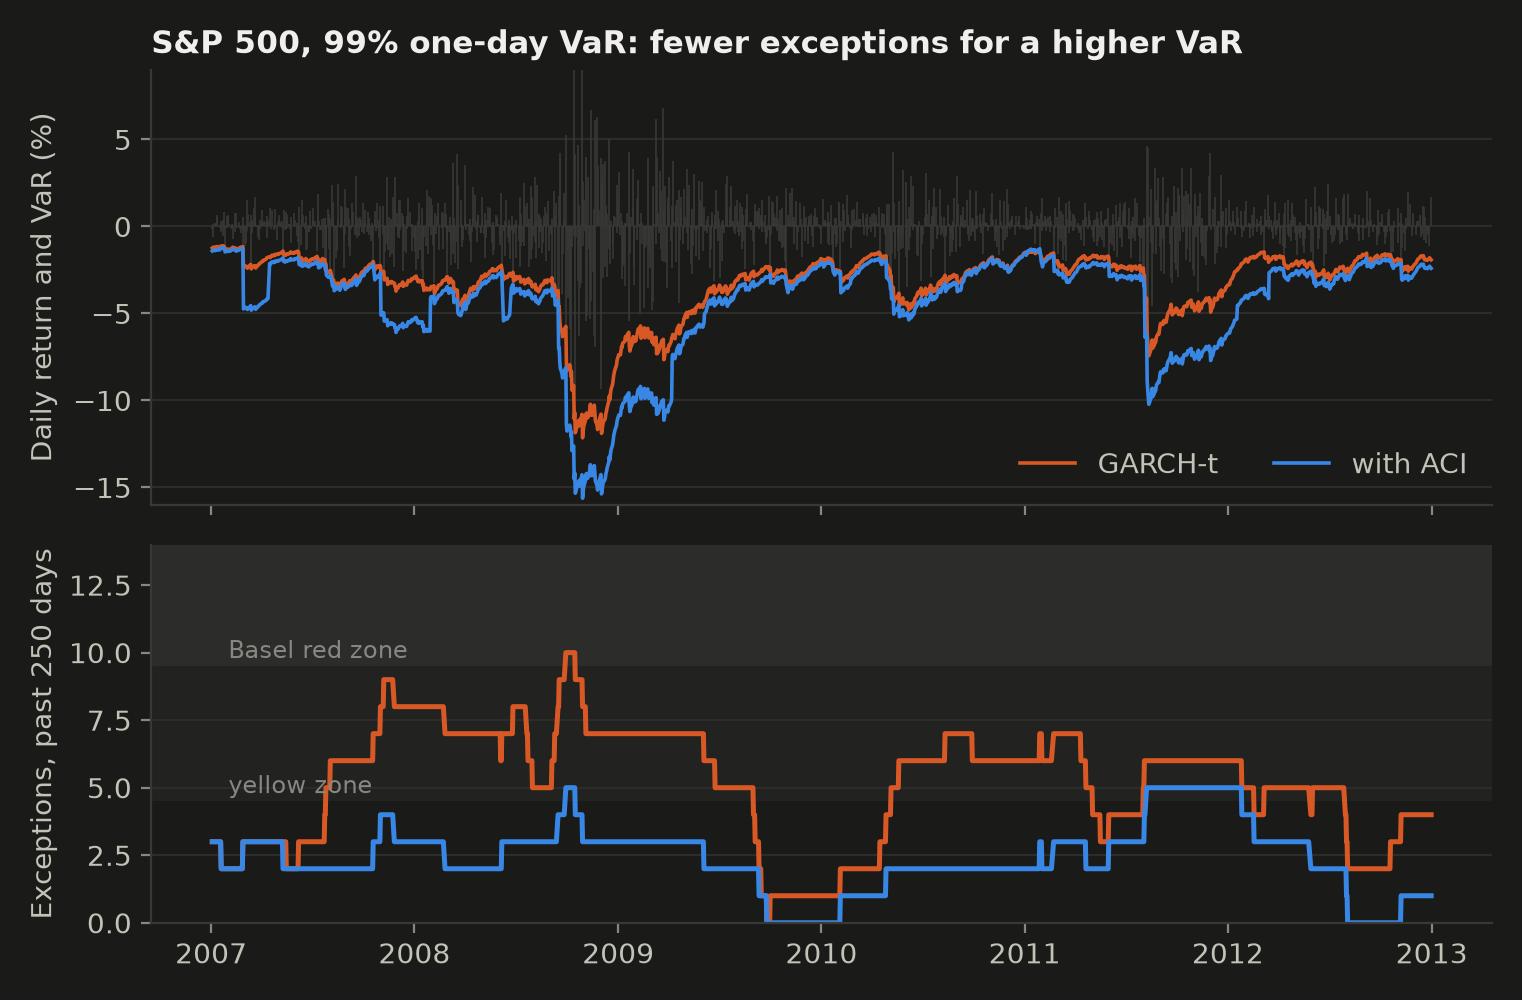 S&P 500, 99% one-day VaR: fewer exceptions for a higher VaR
Daily return and VaR (%)
5
0
−5
−10
−15
GARCH-t
with ACI
Exceptions, past 250 days
12.5
10.0
7.5
5.0
2.5
0.0
Basel red zone
yellow zone
2007
2008
2009
2010
2011
2012
2013